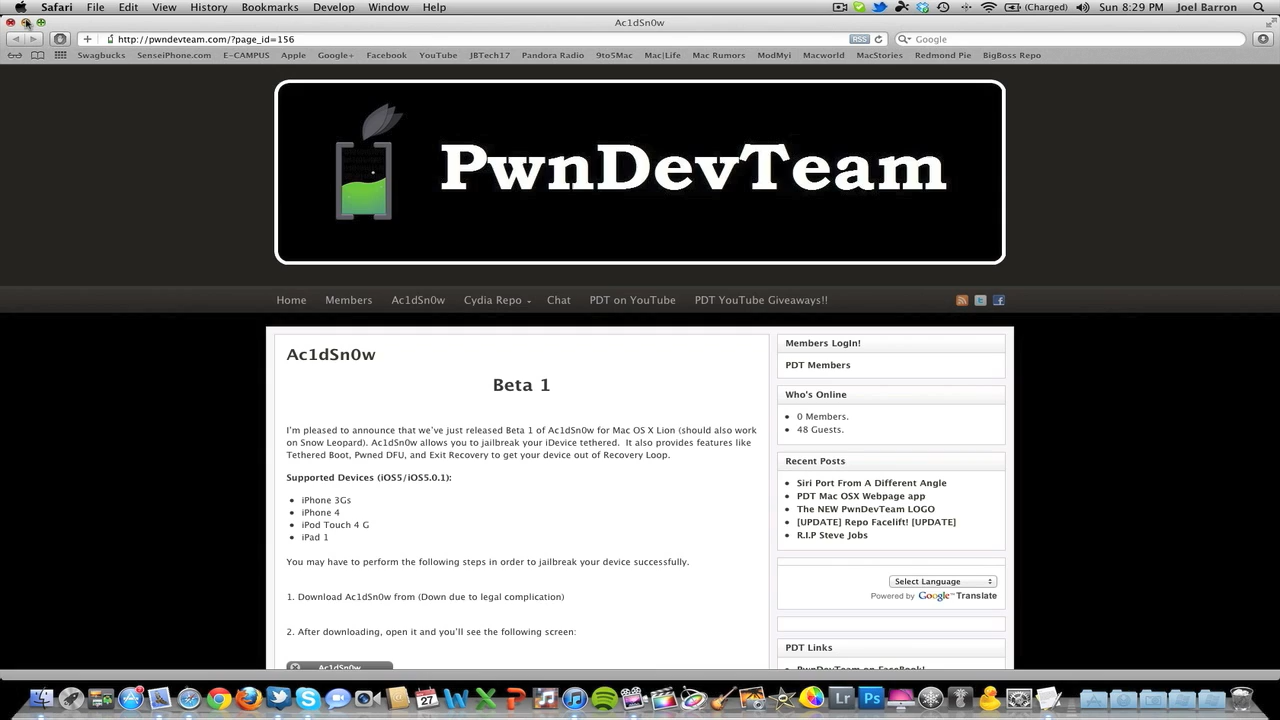 Safari File Edit View History Bookmarks Develop Window Help (Charged) Sun 8:29 PM Joel Barron
Ac1dSn0w
http://pwndevteam.com/?page_id=156 RSS Google
Swagbucks SenseiPhone.com E-CAMPUS Apple Google+ Facebook YouTube JBTech17 Pandora Radio 9to5Mac Mac|Life Mac Rumors ModMyi Macworld MacStories Redmond Pie BigBoss Repo
PwnDevTeam
Home Members Ac1dSn0w Cydia Repo Chat PDT on YouTube PDT YouTube Giveaways!!
Ac1dSn0w
Beta 1
I'm pleased to announce that we've just released Beta 1 of Ac1dSn0w for Mac OS X Lion (should also work
on Snow Leopard). Ac1dSn0w allows you to jailbreak your iDevice tethered. It also provides features like
Tethered Boot, Pwned DFU, and Exit Recovery to get your device out of Recovery Loop.
Supported Devices (iOS5/iOS5.0.1):
• iPhone 3Gs
• iPhone 4
• iPod Touch 4 G
• iPad 1
You may have to perform the following steps in order to jailbreak your device successfully.
1. Download Ac1dSn0w from (Down due to legal complication)
2. After downloading, open it and you'll see the following screen:
Ac1dSn0w
Members LogIn!
PDT Members
Who's Online
• 0 Members.
• 48 Guests.
Recent Posts
• Siri Port From A Different Angle
• PDT Mac OSX Webpage app
• The NEW PwnDevTeam LOGO
• [UPDATE] Repo Facelift! [UPDATE]
• R.I.P Steve Jobs
Select Language
Powered by Google™ Translate
PDT Links
• PwnDevTeam on FaceBook!
27
Lr Ps